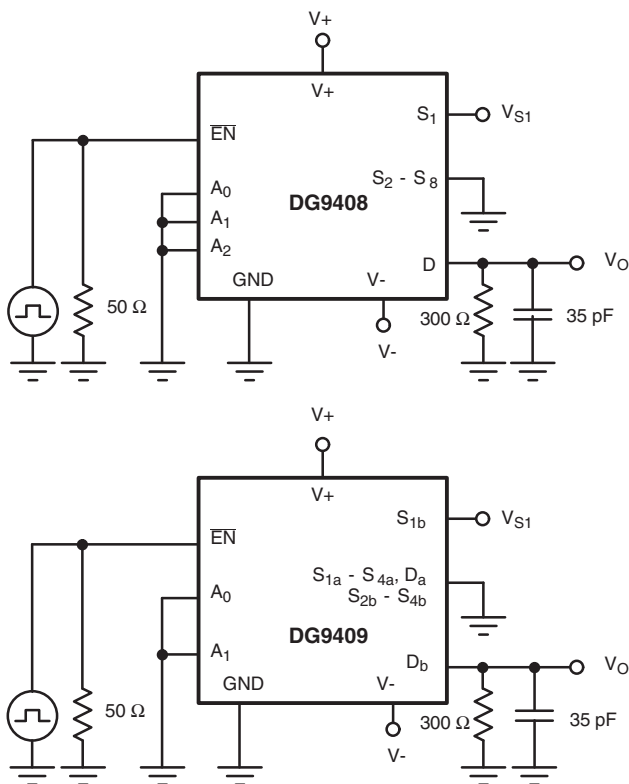 V+
V+
S1
VS1
EN
S2 - S8
A0
DG9408
A1
A2
D
VO
GND
V-
50 Ω
300 Ω
35 pF
V-
V+
V+
S1b
VS1
EN
S1a - S4a, Da
A0
S2b - S4b
DG9409
A1
Db
VO
GND
V-
50 Ω
300 Ω
35 pF
V-